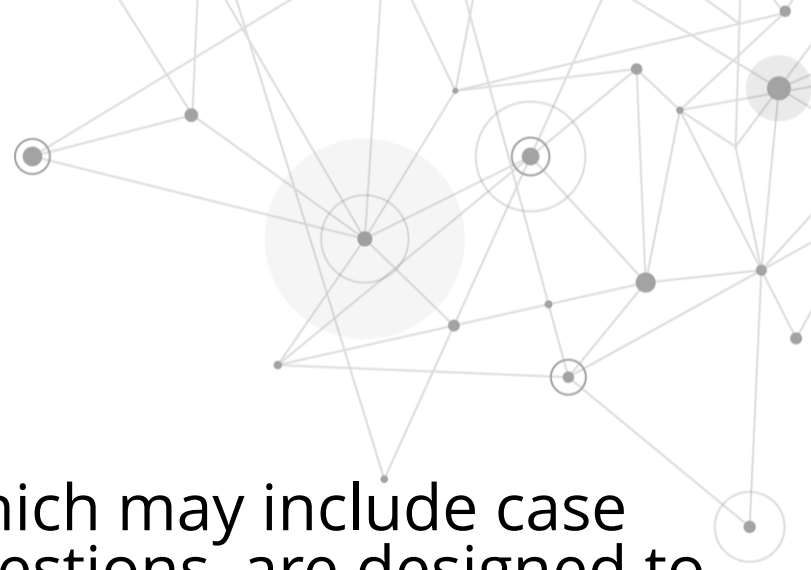 hich may include case
estions, are designed to